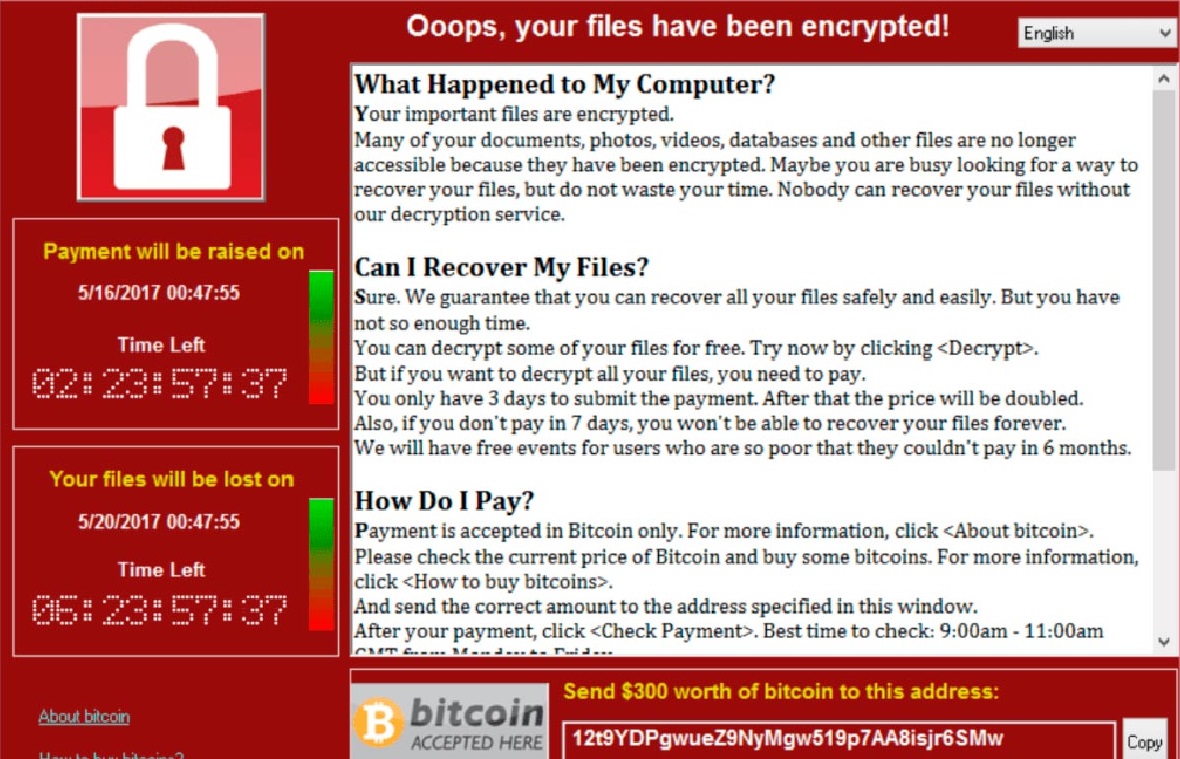 Ooops, your files have been encrypted!
English
What Happened to My Computer?
Your important files are encrypted.
Many of your documents, photos, videos, databases and other files are no longer
accessible because they have been encrypted. Maybe you are busy looking for a way to
recover your files, but do not waste your time. Nobody can recover your files without
our decryption service.
Can I Recover My Files?
Sure. We guarantee that you can recover all your files safely and easily. But you have
not so enough time.
You can decrypt some of your files for free. Try now by clicking <Decrypt>.
But if you want to decrypt all your files, you need to pay.
You only have 3 days to submit the payment. After that the price will be doubled.
Also, if you don't pay in 7 days, you won't be able to recover your files forever.
We will have free events for users who are so poor that they couldn't pay in 6 months.
How Do I Pay?
Payment is accepted in Bitcoin only. For more information, click <About bitcoin>.
Please check the current price of Bitcoin and buy some bitcoins. For more information,
click <How to buy bitcoins>.
And send the correct amount to the address specified in this window.
After your payment, click <Check Payment>. Best time to check: 9:00am - 11:00am
GMT from Monday to Friday.
Payment will be raised on
5/16/2017 00:47:55
Time Left
02:23:57:37
Your files will be lost on
5/20/2017 00:47:55
Time Left
06:23:57:37
About bitcoin
How to buy bitcoins?
bitcoin
ACCEPTED HERE
Send $300 worth of bitcoin to this address:
12t9YDPgwueZ9NyMgw519p7AA8isjr6SMw
Copy